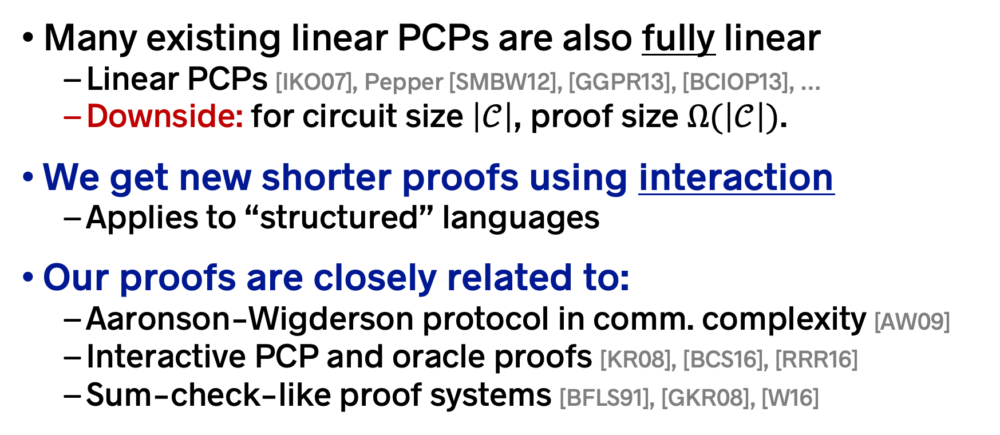 • Many existing linear PCPs are also fully linear
– Linear PCPs [IKO07], Pepper [SMBW12], [GGPR13], [BCIOP13], …
– Downside: for circuit size |𝒞|, proof size Ω(|𝒞|).
• We get new shorter proofs using interaction
– Applies to “structured” languages
• Our proofs are closely related to:
– Aaronson–Wigderson protocol in comm. complexity [AW09]
– Interactive PCP and oracle proofs [KR08], [BCS16], [RRR16]
– Sum–check–like proof systems [BFLS91], [GKR08], [W16]